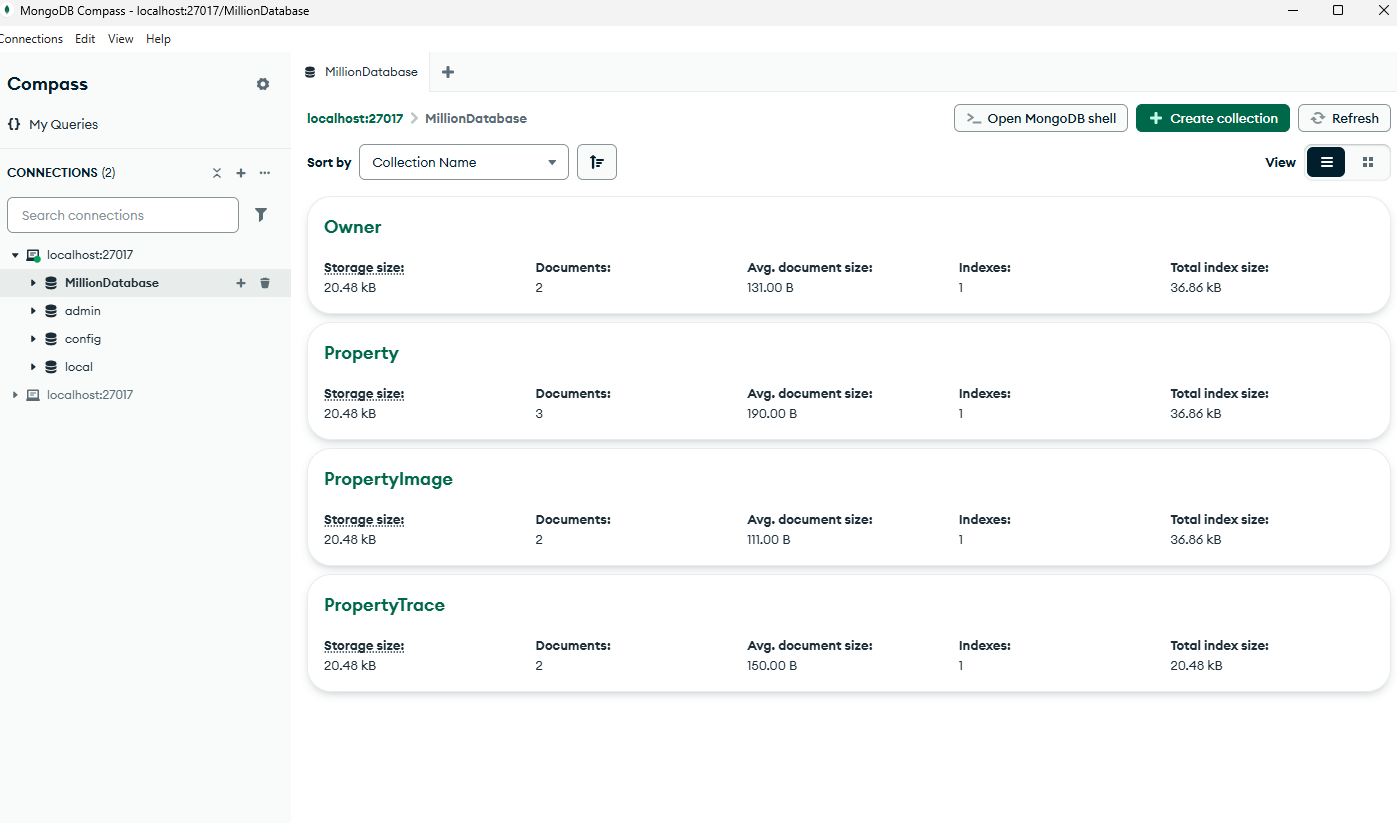 MongoDB Compass - localhost:27017/MillionDatabase
Connections Edit View Help
Compass
{} My Queries
CONNECTIONS (2)
Search connections
localhost:27017
MillionDatabase
admin
config
local
localhost:27017
MillionDatabase
localhost:27017 > MillionDatabase
>_ Open MongoDB shell
+ Create collection
Refresh
Sort by Collection Name
View
Owner
Storage size: Documents: Avg. document size: Indexes: Total index size:
20.48 kB 2 131.00 B 1 36.86 kB
Property
Storage size: Documents: Avg. document size: Indexes: Total index size:
20.48 kB 3 190.00 B 1 36.86 kB
PropertyImage
Storage size: Documents: Avg. document size: Indexes: Total index size:
20.48 kB 2 111.00 B 1 36.86 kB
PropertyTrace
Storage size: Documents: Avg. document size: Indexes: Total index size:
20.48 kB 2 150.00 B 1 20.48 kB